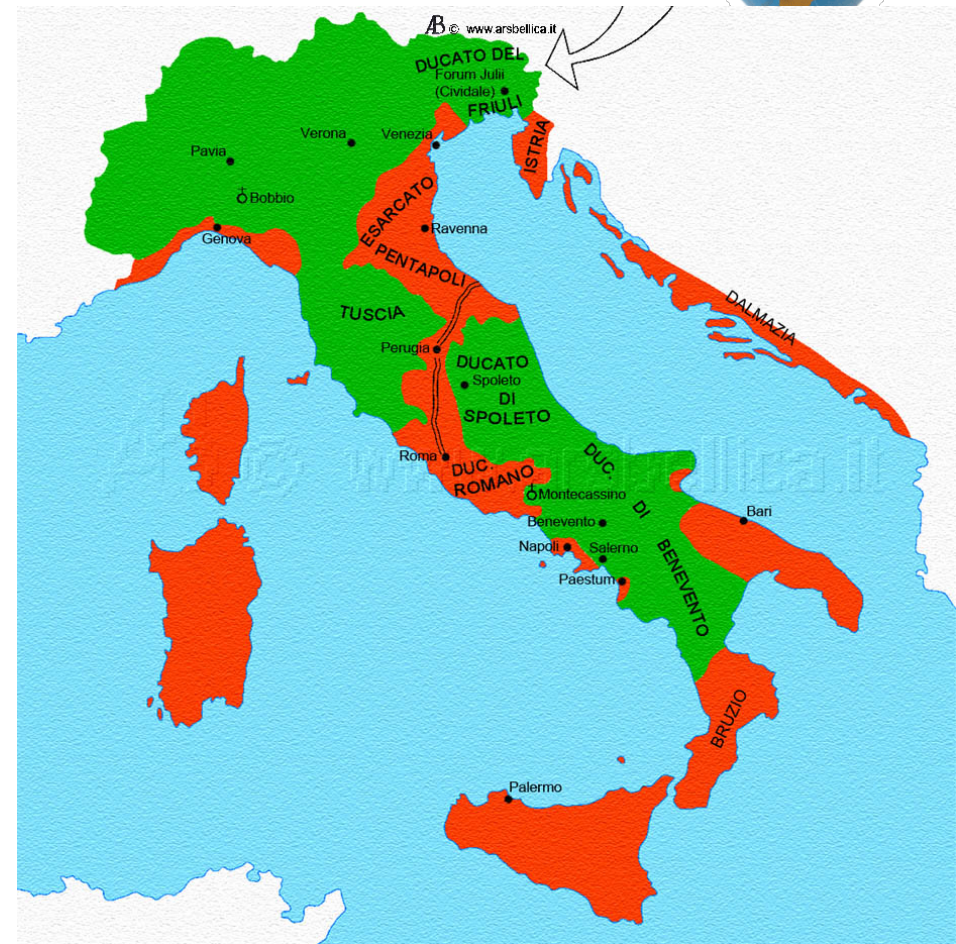 AB © www.arsbellica.it
DUCATO DEL
Forum Julii
(Cividale)
FRIULI
Verona
Venezia
ISTRIA
Pavia
Bobbio
ESARCATO
Genova
Ravenna
PENTAPOLI
DALMAZIA
TUSCIA
Perugia
DUCATO
Spoleto
DI
SPOLETO
Roma
DUC.
ROMANO
DUC.
DI
BENEVENTO
Montecassino
Bari
Benevento
Napoli
Salerno
Paestum
BRUZIO
Palermo